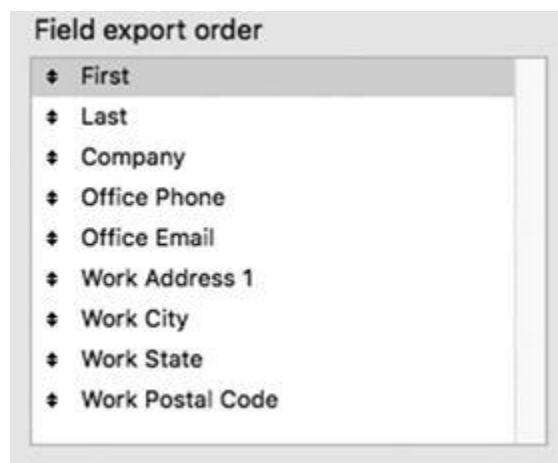 Field export order
First
Last
Company
Office Phone
Office Email
Work Address 1
Work City
Work State
Work Postal Code